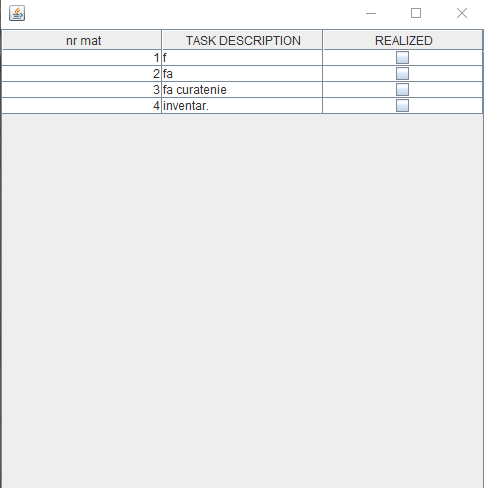 nr mat TASK DESCRIPTION REALIZED
1 f
2 fa
3 fa curatenie
4 inventar.